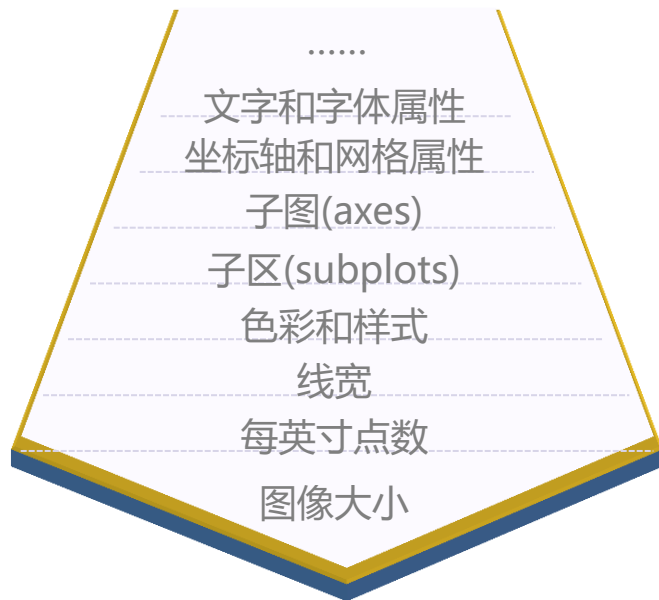 ……
文字和字体属性
坐标轴和网格属性
子图(axes)
子区(subplots)
色彩和样式
线宽
每英寸点数
图像大小